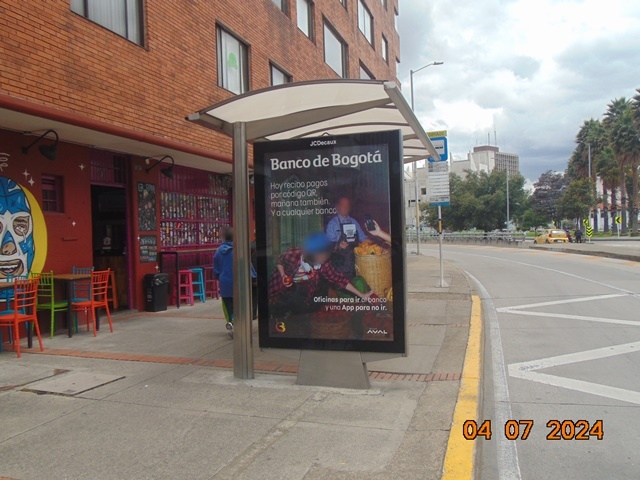 JCDecaux
Banco de Bogotá
Hoy recibo pagos
por código QR,
mañana también.
Y a cualquier banco.
Oficinas para ir al banco
y una App para no ir.
AVAL
04 07 2024